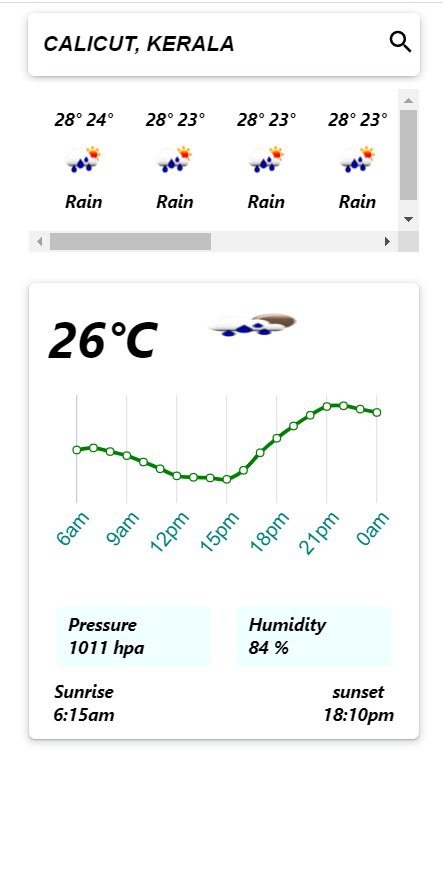 CALICUT, KERALA
28° 24° 28° 23° 28° 23° 28° 23°
Rain Rain Rain Rain
26°C
6am 9am 12pm 15pm 18pm 21pm 0am
Pressure Humidity
1011 hpa 84 %
Sunrise sunset
6:15am 18:10pm